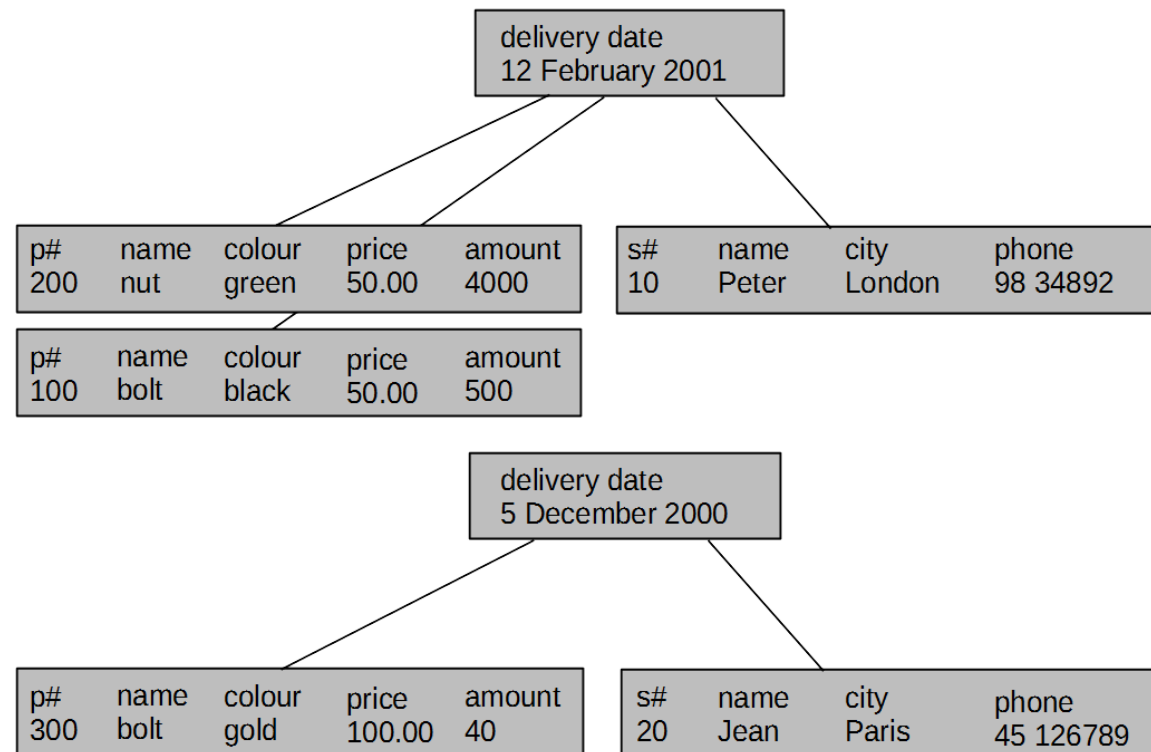 delivery date
12 February 2001
p# name colour price amount
200 nut green 50.00 4000
s# name city phone
10 Peter London 98 34892
p# name colour price amount
100 bolt black 50.00 500
delivery date
5 December 2000
p# name colour price amount
300 bolt gold 100.00 40
s# name city phone
20 Jean Paris 45 126789